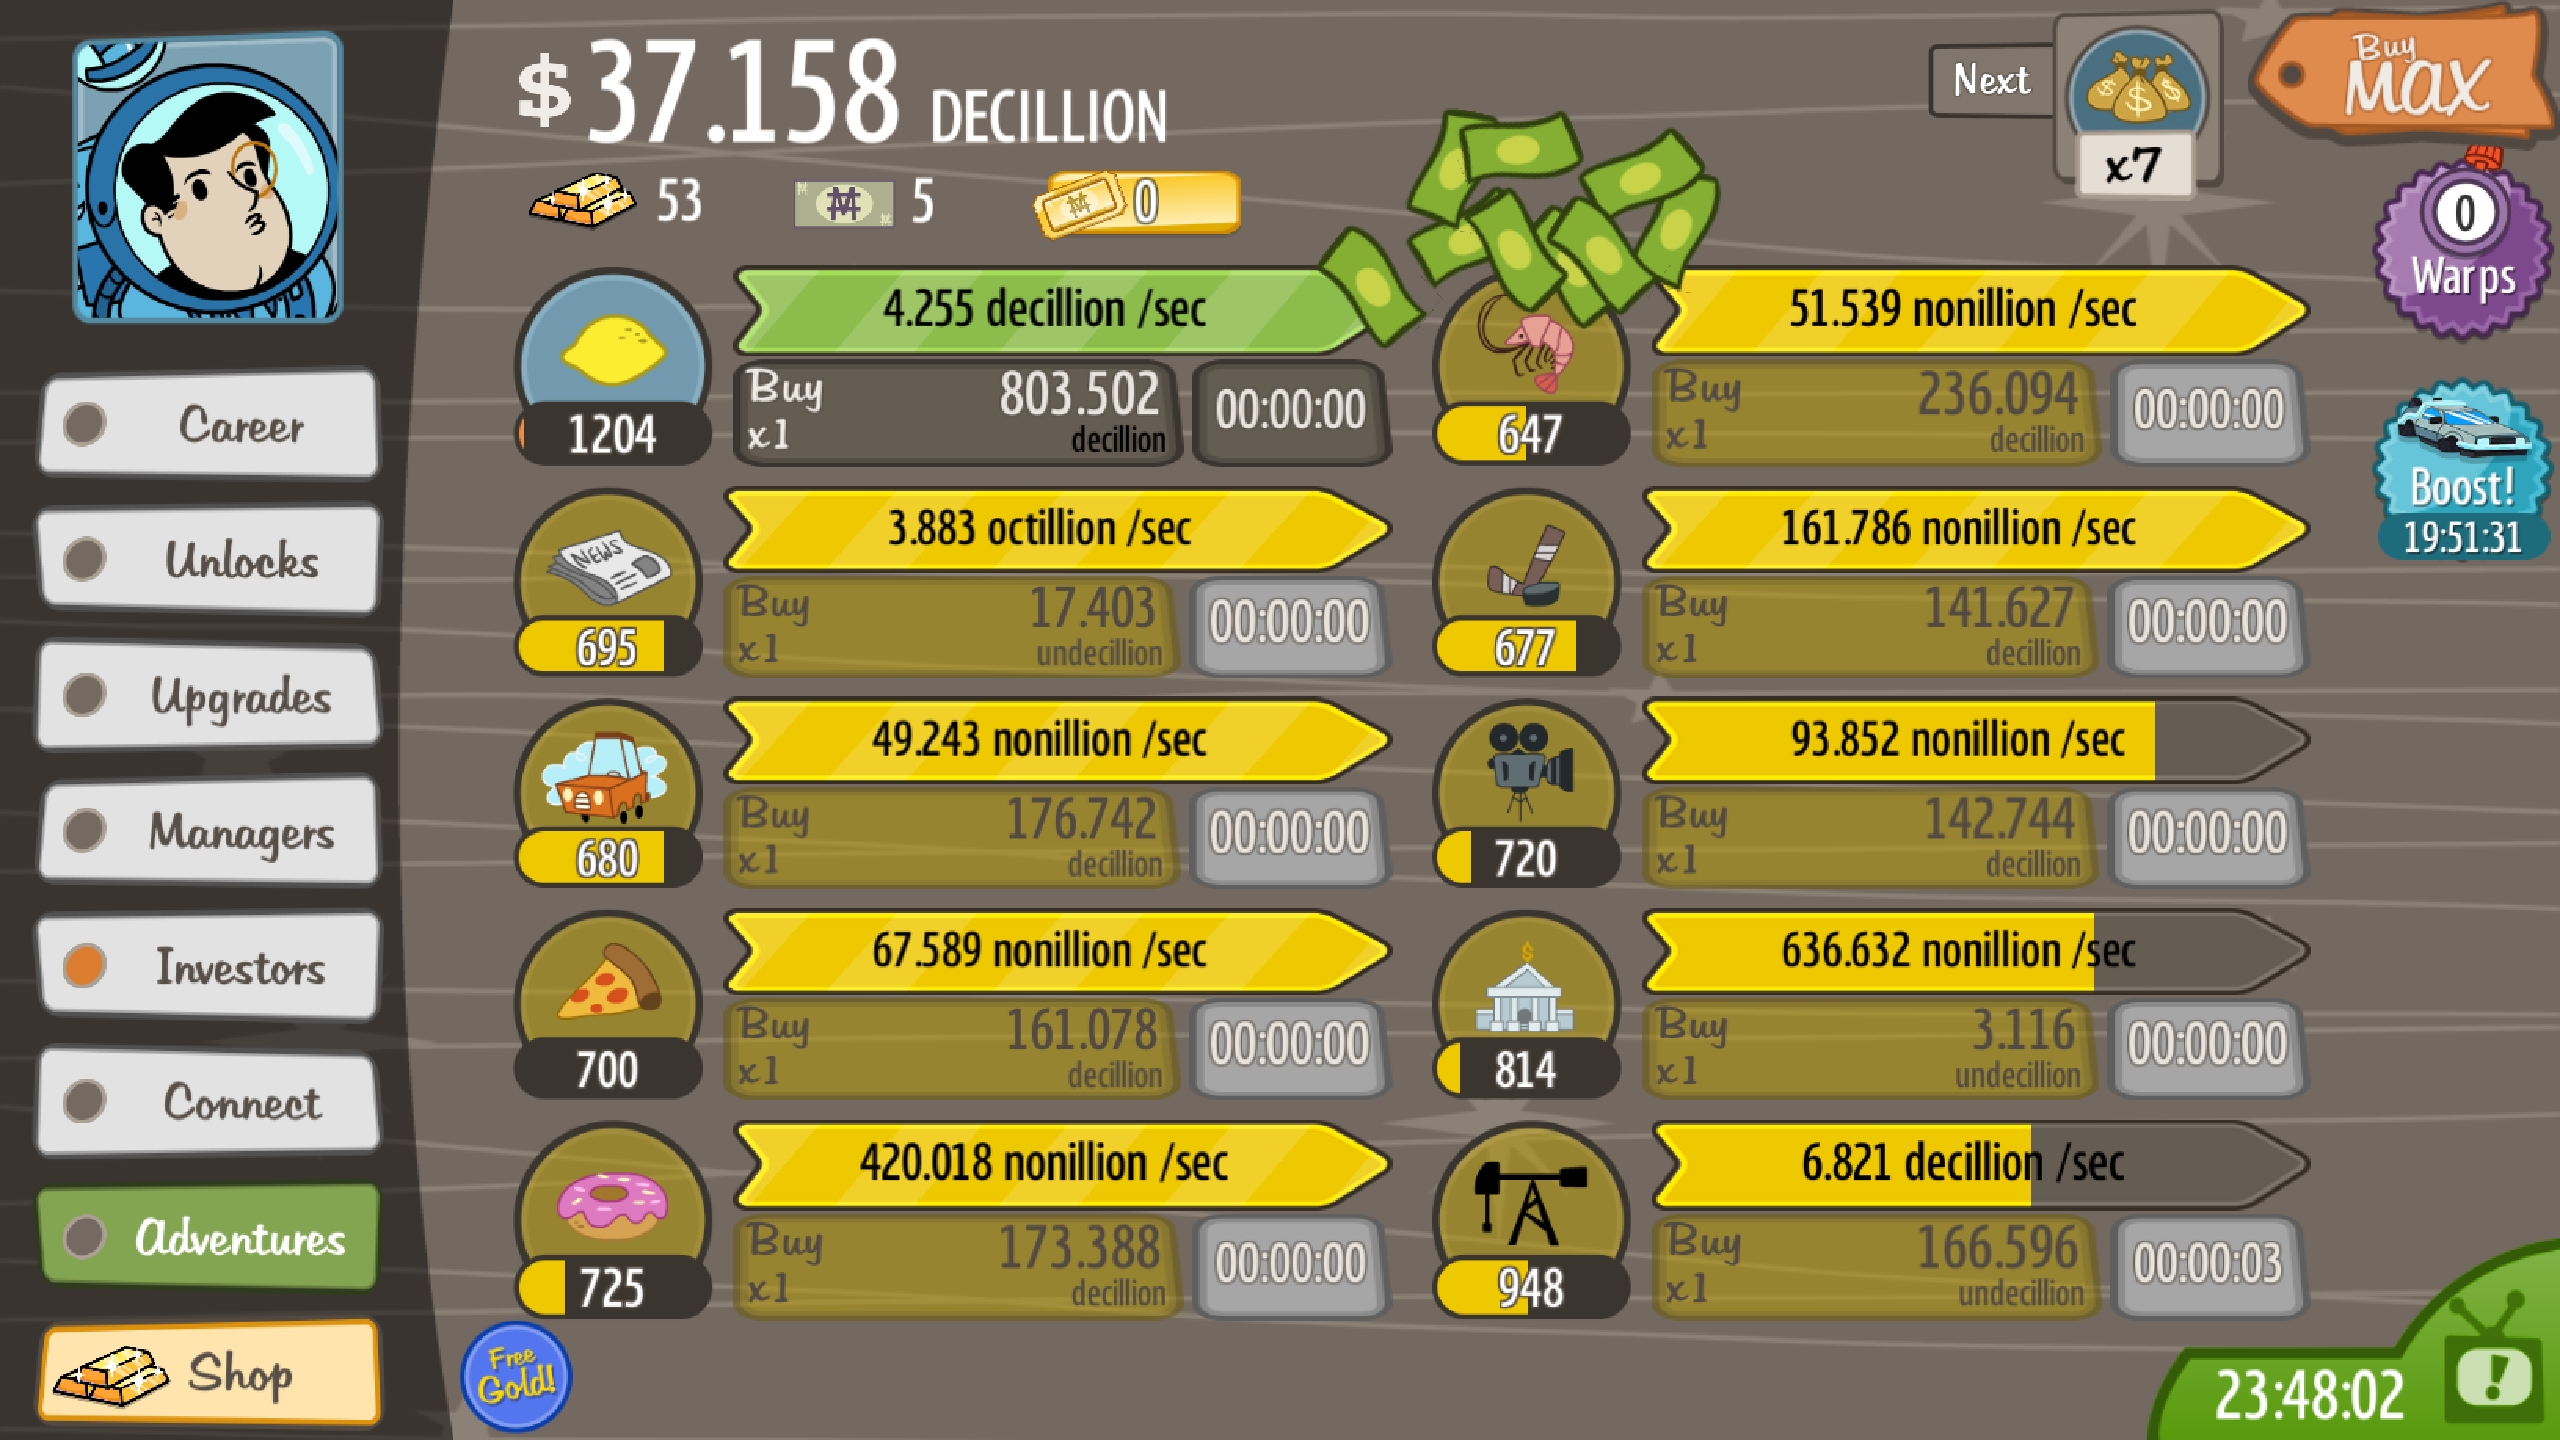 $37.158 DECILLION
Next
x7
Buy MAX
53
5
0
0
Warps
Boost!
19:51:31
Career
Unlocks
Upgrades
Managers
Investors
Connect
Adventures
Shop
4.255 decillion /sec
1204
Buy x1
803.502 decillion
00:00:00
51.539 nonillion /sec
647
Buy x1
236.094 decillion
00:00:00
NEWS
3.883 octillion /sec
695
Buy x1
17.403 undecillion
00:00:00
161.786 nonillion /sec
677
Buy x1
141.627 decillion
00:00:00
49.243 nonillion /sec
680
Buy x1
176.742 decillion
00:00:00
93.852 nonillion /sec
720
Buy x1
142.744 decillion
00:00:00
67.589 nonillion /sec
700
Buy x1
161.078 decillion
00:00:00
636.632 nonillion /sec
814
Buy x1
3.116 undecillion
00:00:00
420.018 nonillion /sec
725
Buy x1
173.388 decillion
00:00:00
6.821 decillion /sec
948
Buy x1
166.596 undecillion
00:00:03
Free Gold!
23:48:02
!